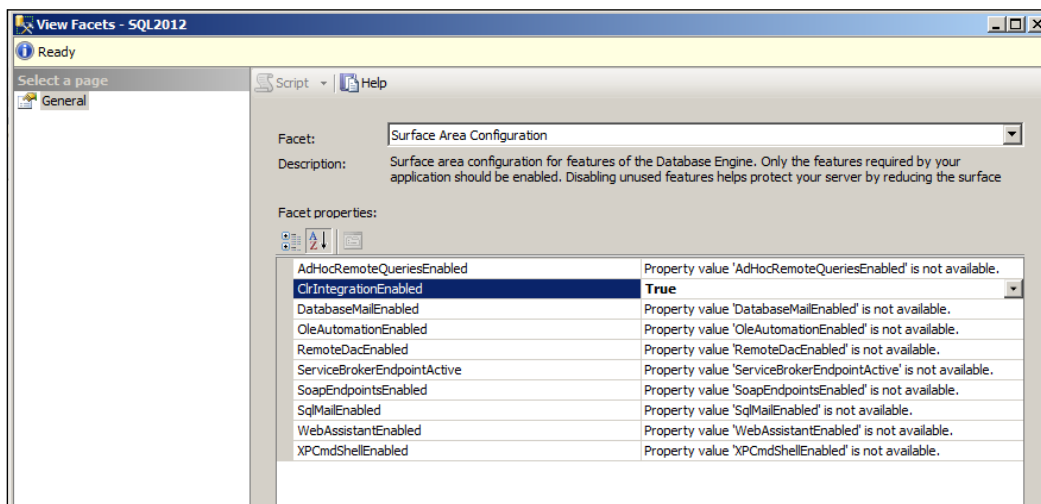 View Facets - SQL2012
Ready
Select a page
General
Script
Help
Facet:
Surface Area Configuration
Description:
Surface area configuration for features of the Database Engine. Only the features required by your
application should be enabled. Disabling unused features helps protect your server by reducing the surface
Facet properties:
AdHocRemoteQueriesEnabled Property value 'AdHocRemoteQueriesEnabled' is not available.
ClrIntegrationEnabled True
DatabaseMailEnabled Property value 'DatabaseMailEnabled' is not available.
OleAutomationEnabled Property value 'OleAutomationEnabled' is not available.
RemoteDacEnabled Property value 'RemoteDacEnabled' is not available.
ServiceBrokerEndpointActive Property value 'ServiceBrokerEndpointActive' is not available.
SoapEndpointsEnabled Property value 'SoapEndpointsEnabled' is not available.
SqlMailEnabled Property value 'SqlMailEnabled' is not available.
WebAssistantEnabled Property value 'WebAssistantEnabled' is not available.
XPCmdShellEnabled Property value 'XPCmdShellEnabled' is not available.